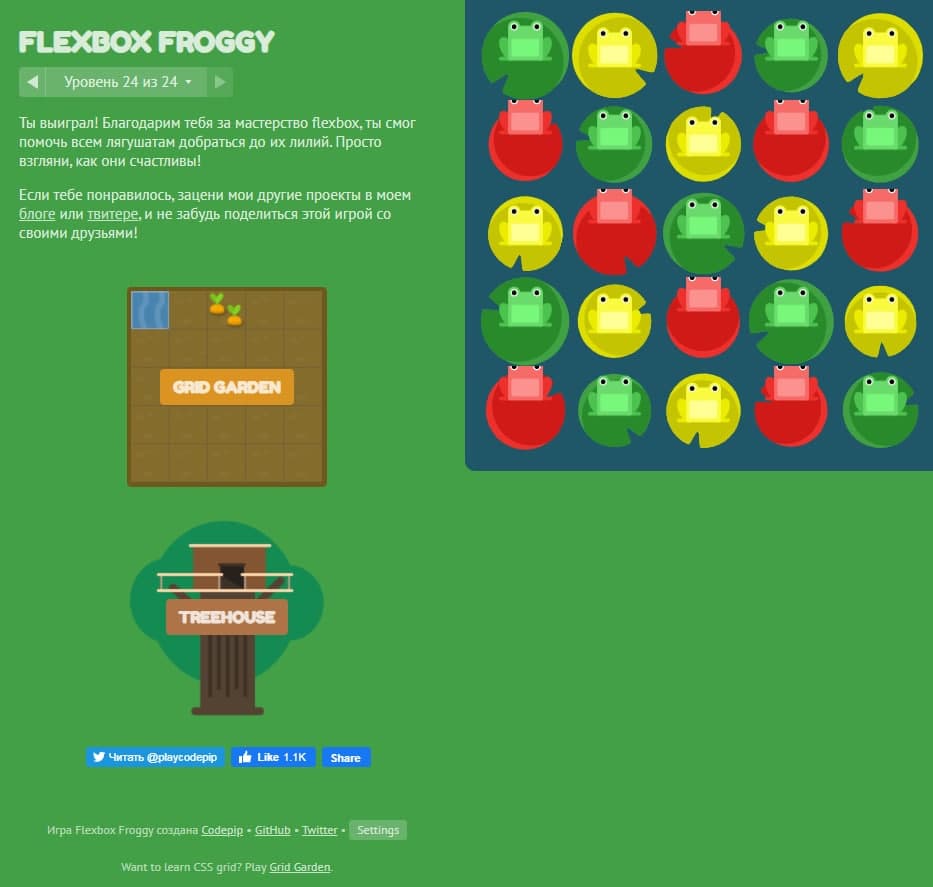 FLEXBOX FROGGY
Уровень 24 из 24
Ты выиграл! Благодарим тебя за мастерство flexbox, ты смог
помочь всем лягушатам добраться до их лилий. Просто
взгляни, как они счастливы!
Если тебе понравилось, зацени мои другие проекты в моем
блоге или твитере, и не забудь поделиться этой игрой со
своими друзьями!
GRID GARDEN
TREEHOUSE
Читать @playcodepip Like 1.1K Share
Игра Flexbox Froggy создана Codepip • GitHub • Twitter • Settings
Want to learn CSS grid? Play Grid Garden.